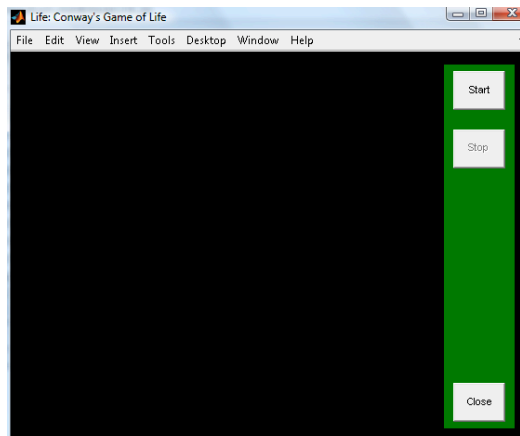 Life: Conway's Game of Life
File Edit View Insert Tools Desktop Window Help
Start
Stop
Close